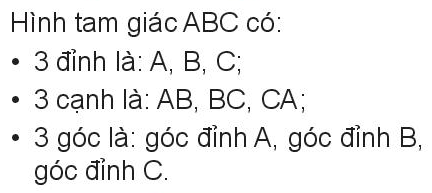 Hình tam giác ABC có:
• 3 đỉnh là: A, B, C;
• 3 cạnh là: AB, BC, CA;
• 3 góc là: góc đỉnh A, góc đỉnh B,
góc đỉnh C.